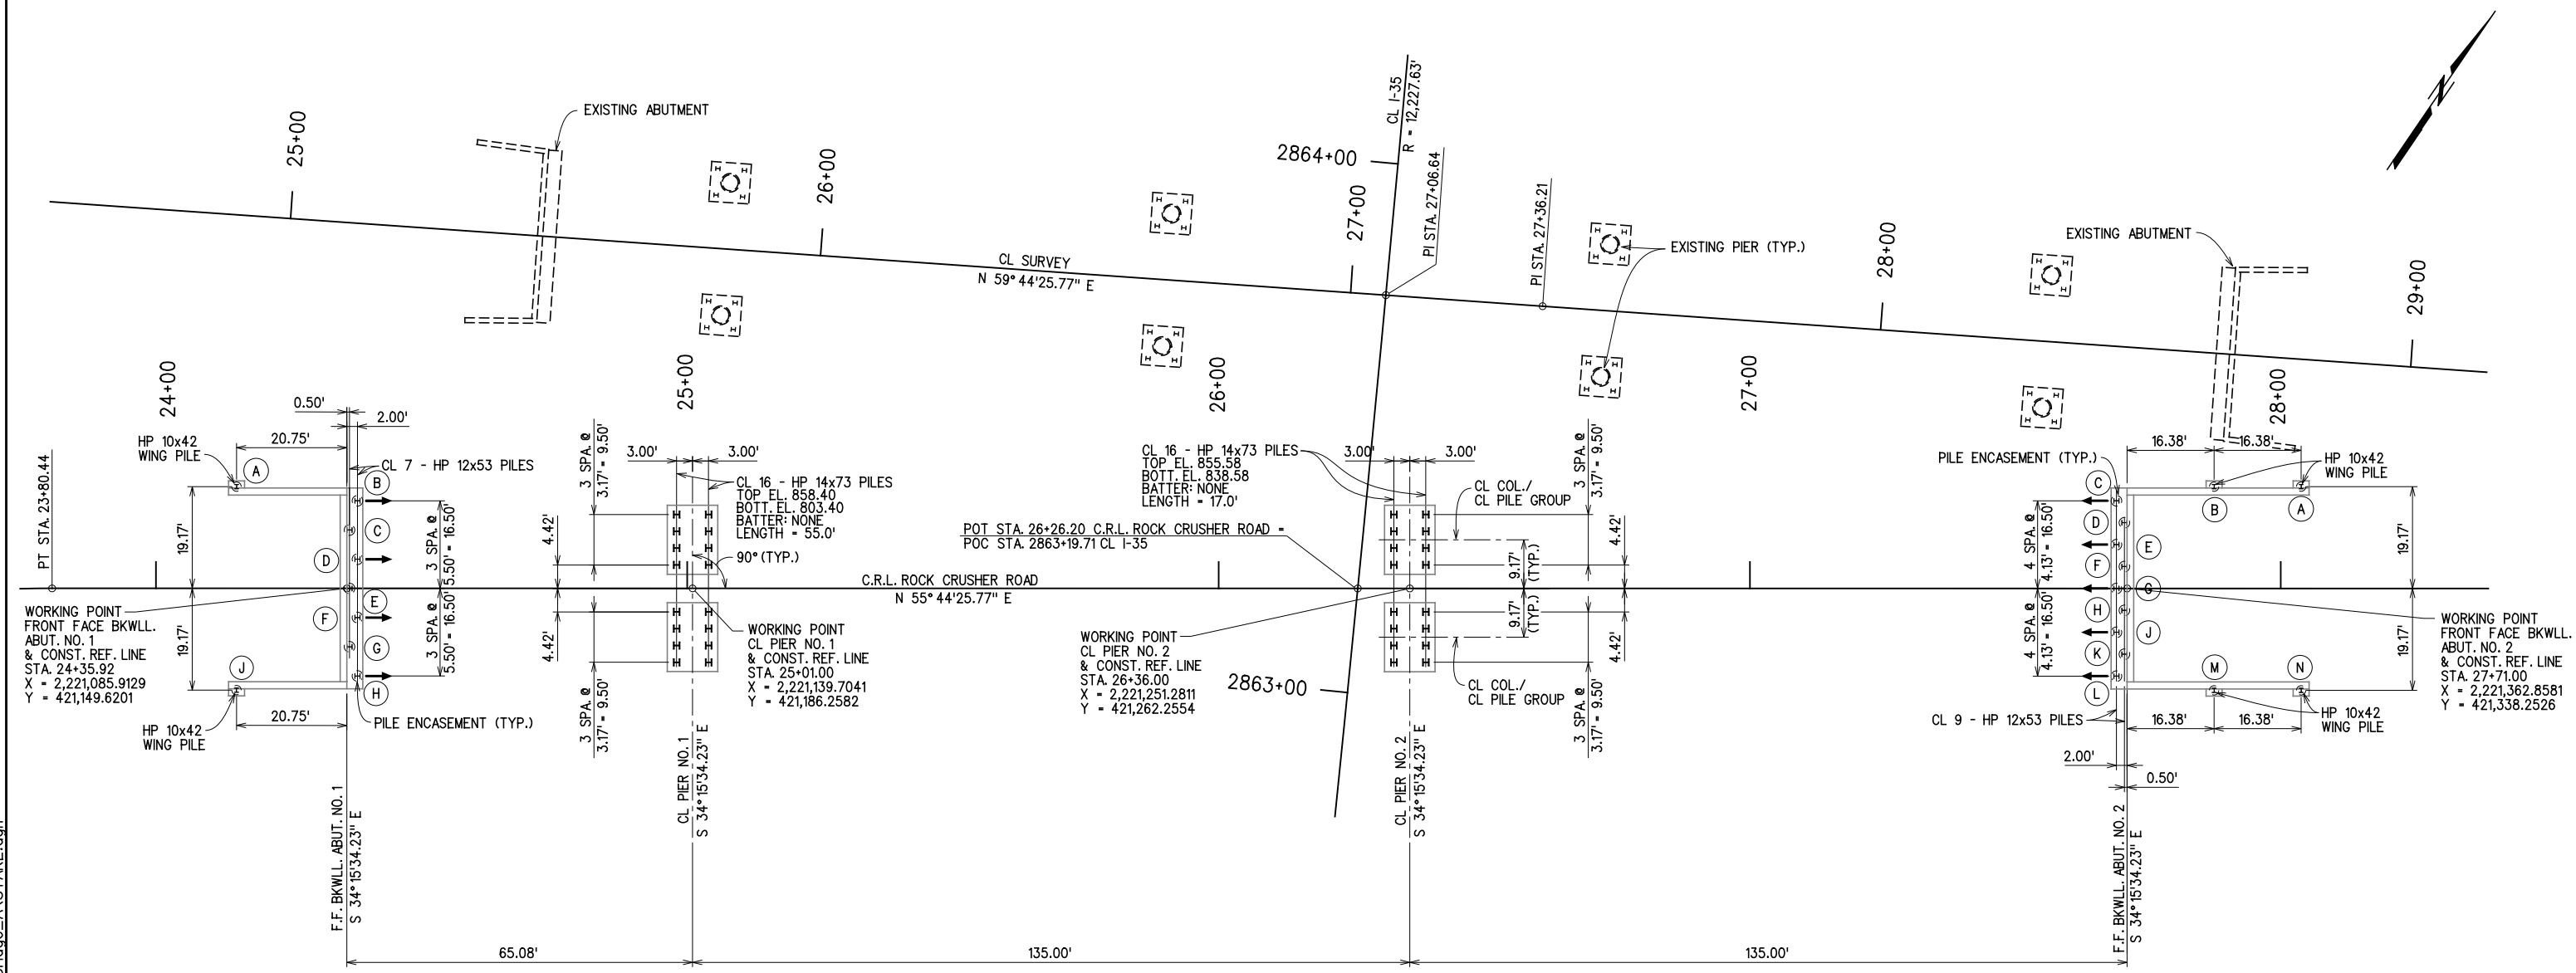 EXISTING ABUTMENT
25+00
26+00
CL SURVEY
N 59°44'25.77" E
2864+00
CL I-35
R = 12,227.63'
27+00
PI STA. 27+06.64
PI STA. 27+36.21
EXISTING PIER (TYP.)
28+00
EXISTING ABUTMENT
29+00
24+00
25+00
26+00
27+00
28+00
PT STA. 23+80.44
HP 10x42
WING PILE
A
20.75'
0.50'
2.00'
CL 7 - HP 12x53 PILES
B
C
D
E
F
G
H
J
19.17'
19.17'
3 SPA. @
5.50' = 16.50'
3 SPA. @
5.50' = 16.50'
WORKING POINT
FRONT FACE BKWLL.
ABUT. NO. 1
& CONST. REF. LINE
STA. 24+35.92
X = 2,221,085.9129
Y = 421,149.6201
HP 10x42
WING PILE
20.75'
PILE ENCASEMENT (TYP.)
F.F. BKWLL. ABUT. NO. 1
S 34°15'34.23" E
3 SPA. @
3.17' = 9.50'
4.42'
4.42'
3 SPA. @
3.17' = 9.50'
3.00'
3.00'
CL 16 - HP 14x73 PILES
TOP EL. 858.40
BOTT. EL. 803.40
BATTER: NONE
LENGTH = 55.0'
90° (TYP.)
C.R.L. ROCK CRUSHER ROAD
N 55°44'25.77" E
WORKING POINT
CL PIER NO. 1
& CONST. REF. LINE
STA. 25+01.00
X = 2,221,139.7041
Y = 421,186.2582
CL PIER NO. 1
S 34°15'34.23" E
CL 16 - HP 14x73 PILES
TOP EL. 855.58
BOTT. EL. 838.58
BATTER: NONE
LENGTH = 17.0'
3.00'
3.00'
POT STA. 26+26.20 C.R.L. ROCK CRUSHER ROAD =
POC STA. 2863+19.71 CL I-35
CL COL./
CL PILE GROUP
9.17'
(TYP.)
9.17'
(TYP.)
3 SPA. @
3.17' = 9.50'
4.42'
4.42'
3 SPA. @
3.17' = 9.50'
CL COL./
CL PILE GROUP
WORKING POINT
CL PIER NO. 2
& CONST. REF. LINE
STA. 26+36.00
X = 2,221,251.2811
Y = 421,262.2554
2863+00
CL PIER NO. 2
S 34°15'34.23" E
PILE ENCASEMENT (TYP.)
16.38'
16.38'
HP 10x42
WING PILE
C
D
E
F
G
H
J
K
L
B
A
M
N
4 SPA. @
4.13' = 16.50'
4 SPA. @
4.13' = 16.50'
19.17'
19.17'
WORKING POINT
FRONT FACE BKWLL.
ABUT. NO. 2
& CONST. REF. LINE
STA. 27+71.00
X = 2,221,362.8581
Y = 421,338.2526
CL 9 - HP 12x53 PILES
16.38'
16.38'
HP 10x42
WING PILE
2.00'
0.50'
F.F. BKWLL. ABUT. NO. 2
S 34°15'34.23" E
65.08'
135.00'
135.00'